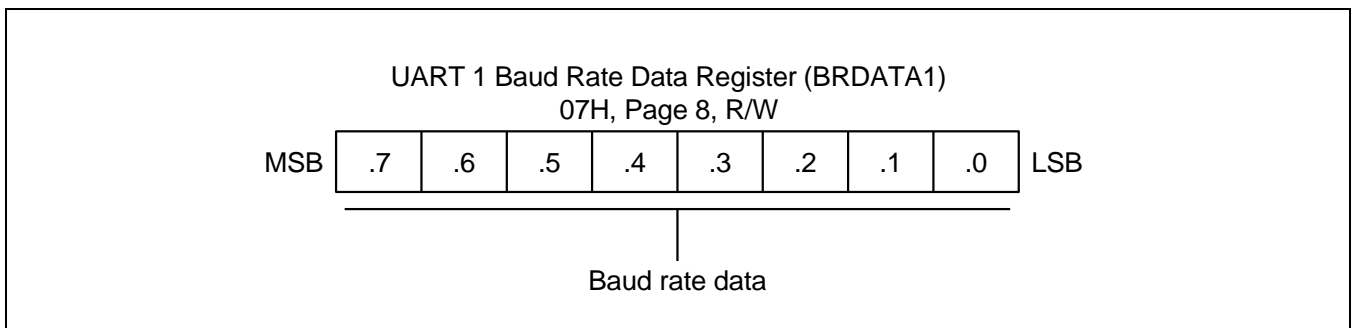 UART 1 Baud Rate Data Register (BRDATA1)
07H, Page 8, R/W
MSB .7 .6 .5 .4 .3 .2 .1 .0 LSB
Baud rate data